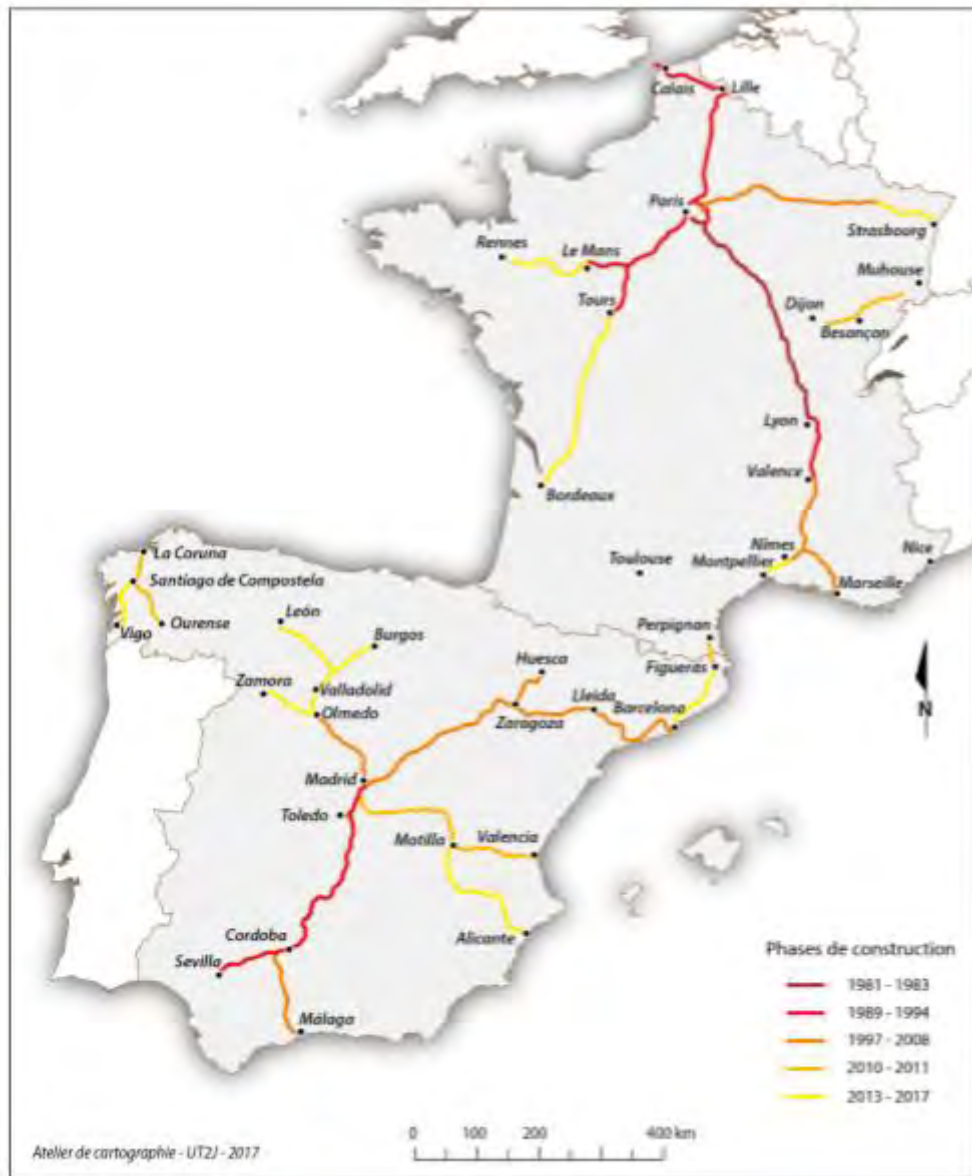 Calais
Lille
Paris
Strasbourg
Rennes
Le Mans
Muhouse
Tours
Dijon
Besançon
Lyon
Valence
Bordeaux
Nimes
Nice
Toulouse
Montpellier
Marseille
La Coruna
Santiago de Compostela
León
Perpignan
Vigo
Ourense
Burgos
Huesca
Figueras
Zamora
Valladolid
Lleida
Barcelona
Olmedo
Zaragoza
N
Madrid
Toledo
Motilla
Valencia
Cordoba
Alicante
Sevilla
Málaga
Phases de construction
1981 - 1983
1989 - 1994
1997 - 2008
2010 - 2011
2013 - 2017
0 100 200 400 km
Atelier de cartographie - UT2J - 2017